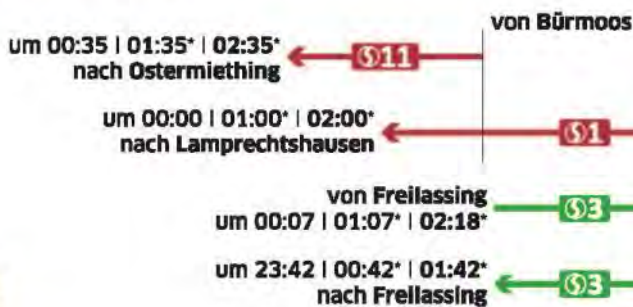 von Bürmoos
um 00:35 | 01:35* | 02:35*
nach Ostermiething
S11
um 00:00 | 01:00* | 02:00*
nach Lamprechtshausen
S1
von Freilassing
um 00:07 | 01:07* | 02:18*
S3
um 23:42 | 00:42* | 01:42*
nach Freilassing
S3